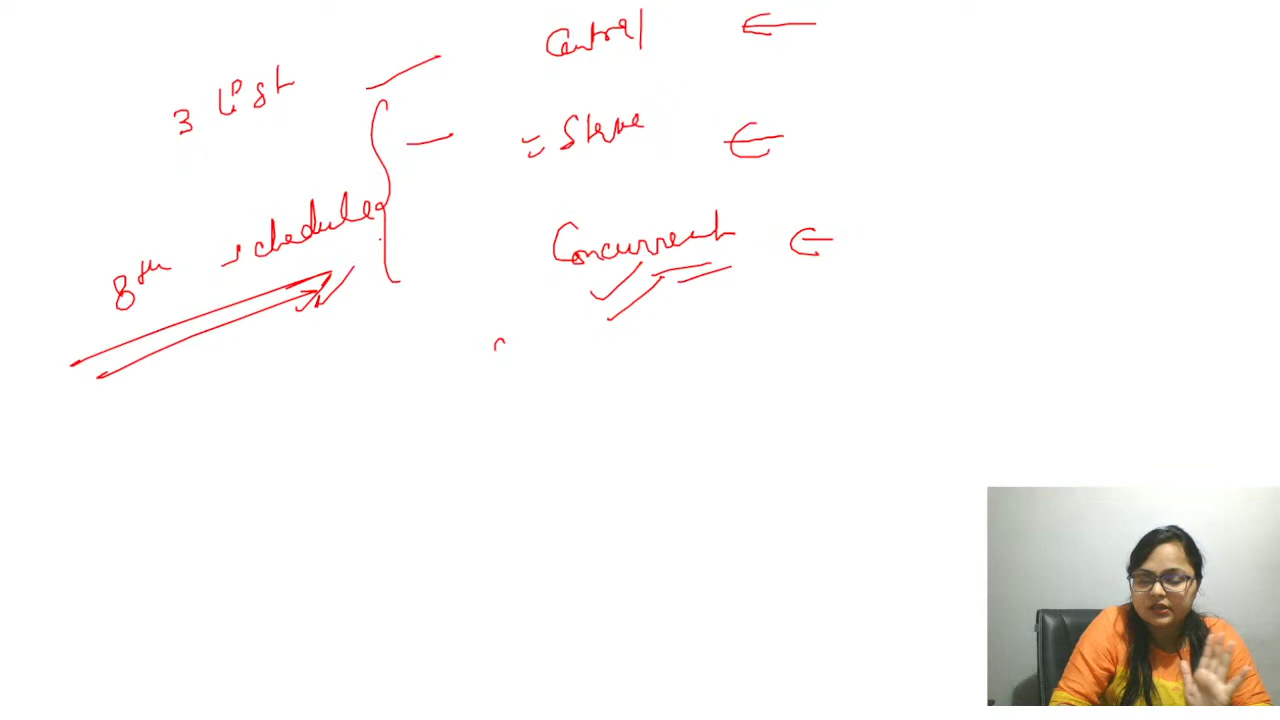 Central
3 list
= State
8th schedule
Concurrent